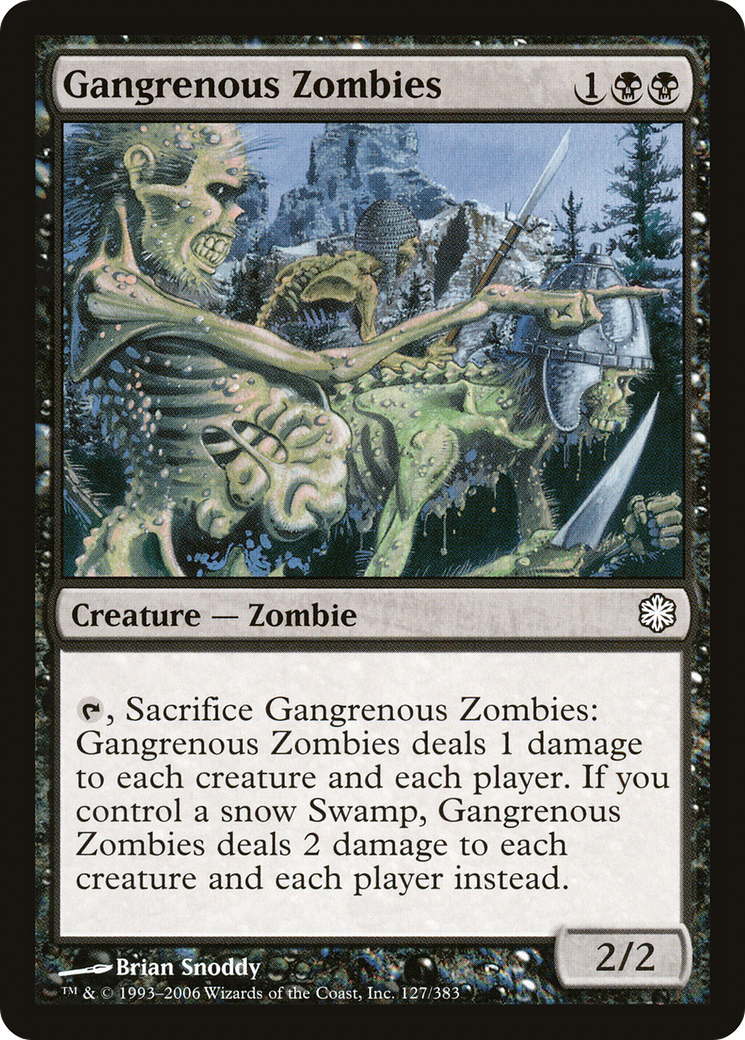 Gangrenous Zombies 1
Creature — Zombie
, Sacrifice Gangrenous Zombies:
Gangrenous Zombies deals 1 damage
to each creature and each player. If you
control a snow Swamp, Gangrenous
Zombies deals 2 damage to each
creature and each player instead.
2/2
Brian Snoddy
™ & © 1993–2006 Wizards of the Coast, Inc. 127/383